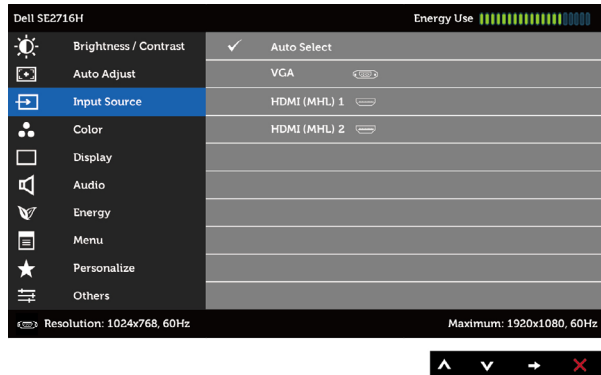 Dell SE2716H Energy Use
Brightness / Contrast Auto Select
Auto Adjust VGA
Input Source HDMI (MHL) 1
Color HDMI (MHL) 2
Display
Audio
Energy
Menu
Personalize
Others
Resolution: 1024x768, 60Hz Maximum: 1920x1080, 60Hz